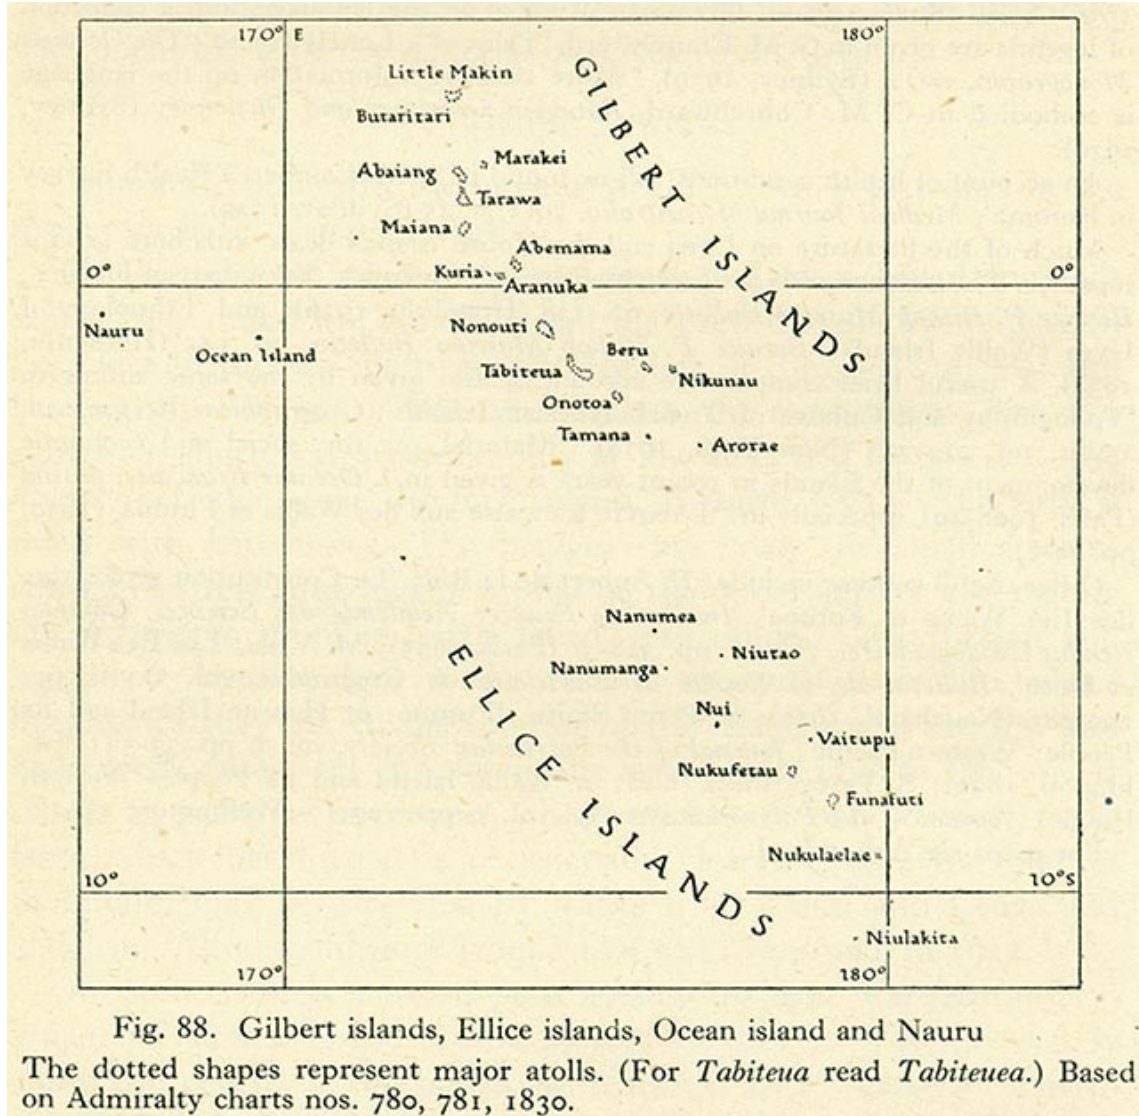 170° E 180°
Little Makin
GILBERT ISLANDS
Butaritari
Marakei
Abaiang
Tarawa
Maiana
Abemama
0° Kuria 0°
Aranuka
Nauru
Nonouti
Ocean Island
Beru
Tabiteua
Nikunau
Onotoa
Tamana
Arorae
Nanumea
Niutao
ELLICE ISLANDS
Nanumanga
Nui
Vaitupu
Nukufetau
Funafuti
Nukulaelae
10° 10°S
Niulakita
170° 180°
Fig. 88. Gilbert islands, Ellice islands, Ocean island and Nauru
The dotted shapes represent major atolls. (For Tabiteua read Tabiteuea.) Based
on Admiralty charts nos. 780, 781, 1830.